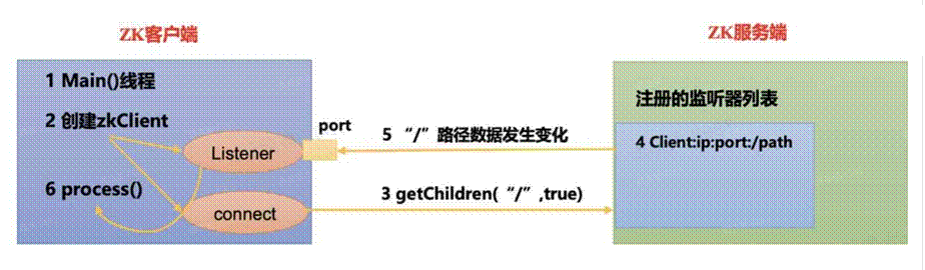 ZK客户端
ZK服务端
1 Main()线程
2 创建zkClient
Listener
port
6 process()
connect
5 “/”路径数据发生变化
3 getChildren(“/”,true)
注册的监听器列表
4 Client:ip:port:/path